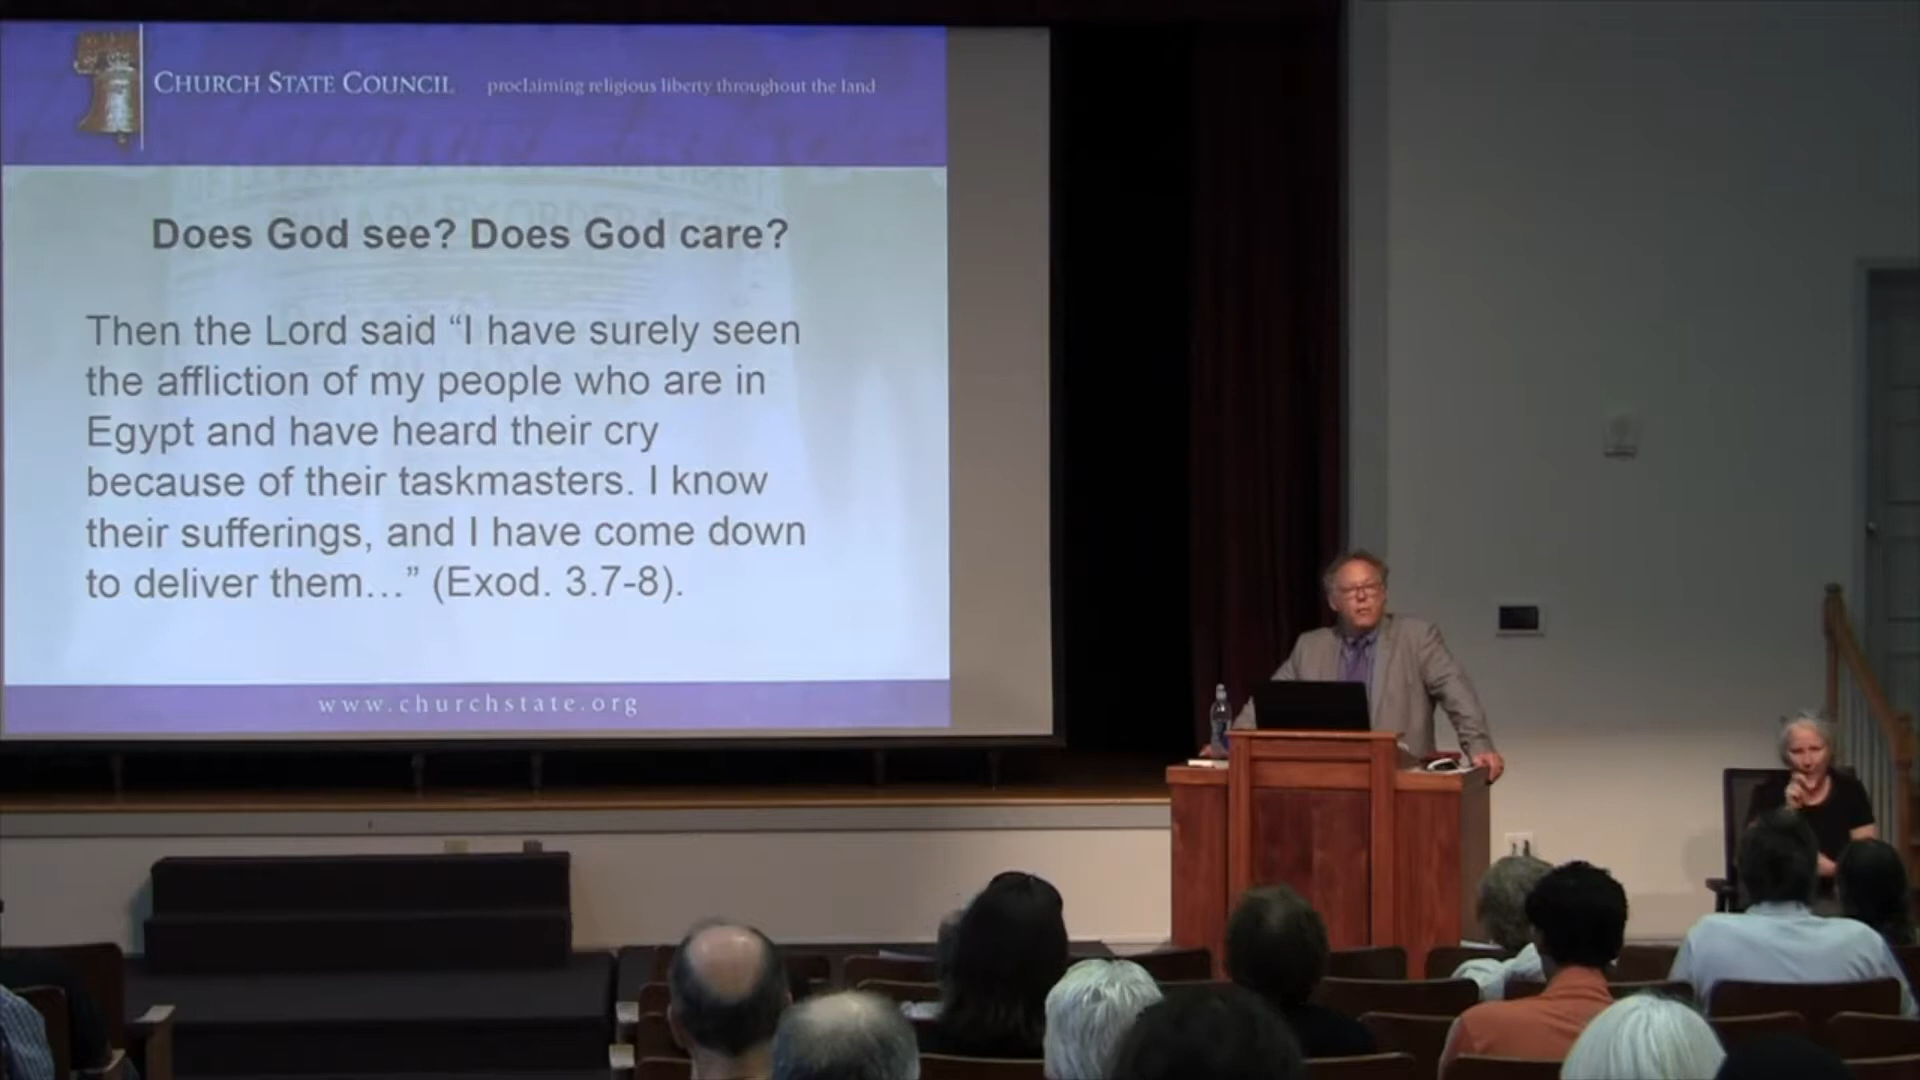 CHURCH STATE COUNCIL proclaiming religious liberty throughout the land
Does God see? Does God care?
Then the Lord said “I have surely seen
the affliction of my people who are in
Egypt and have heard their cry
because of their taskmasters. I know
their sufferings, and I have come down
to deliver them…” (Exod. 3.7-8).
www.churchstate.org